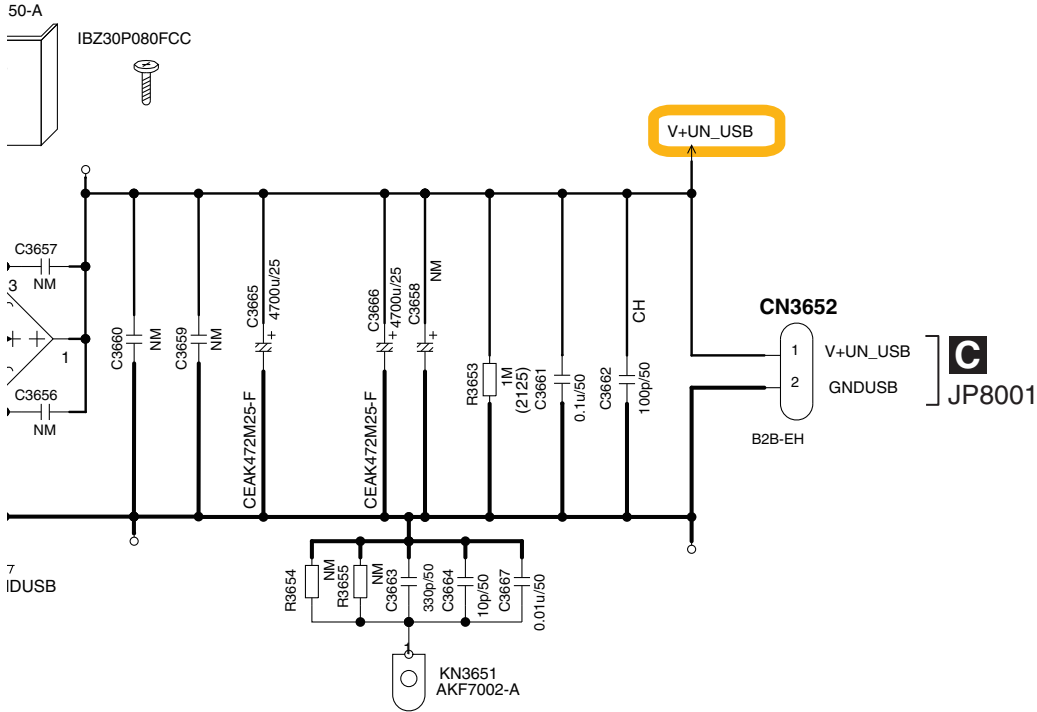 50-A
IBZ30P080FCC
V+UN_USB
C3657
NM
3
1
C3656
NM
C3660
NM
C3659
NM
C3665
4700u/25
CEAK472M25-F
C3666
4700u/25
CEAK472M25-F
C3658
NM
R3653
1M
(2125)
C3661
0.1u/50
C3662
100p/50
CH
CN3652
1
V+UN_USB
2
GNDUSB
B2B-EH
C
JP8001
7
IDUSB
R3654
NM
R3655
NM
C3663
330p/50
C3664
10p/50
C3667
0.01u/50
1
KN3651
AKF7002-A